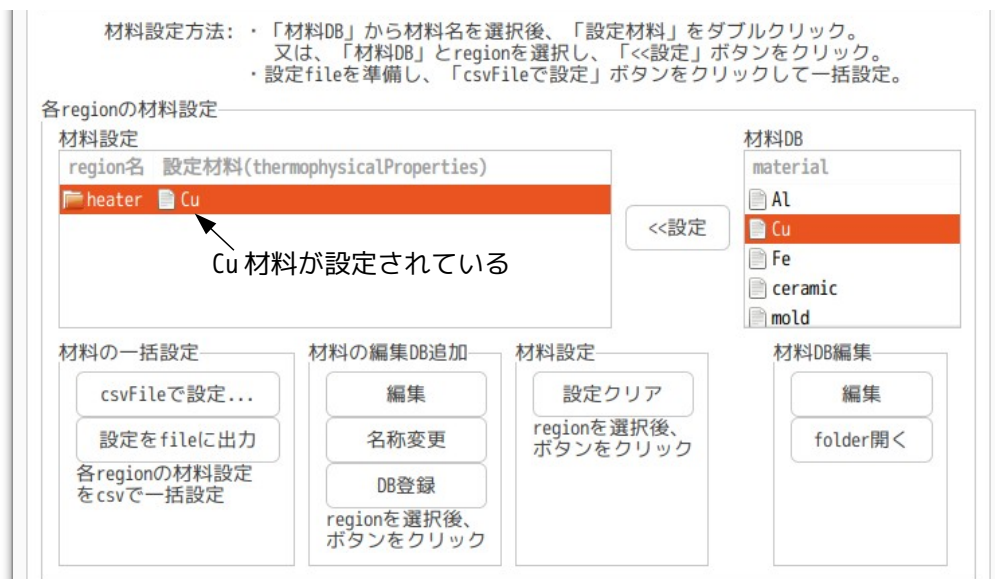 材料設定方法: ・「材料DB」から材料名を選択後、「設定材料」をダブルクリック。
又は、「材料DB」とregionを選択し、「<<設定」ボタンをクリック。
・設定fileを準備し、「csvFileで設定」ボタンをクリックして一括設定。
各regionの材料設定
材料設定
材料DB
region名 設定材料(thermophysicalProperties)
material
heater Cu
Al
Cu
<<設定
Cu 材料が設定されている
Fe
ceramic
mold
材料の一括設定
材料の編集DB追加
材料設定
材料DB編集
csvFileで設定...
編集
設定クリア
編集
設定をfileに出力
名称変更
regionを選択後、
ボタンをクリック
folder開く
各regionの材料設定
をcsvで一括設定
DB登録
regionを選択後、
ボタンをクリック